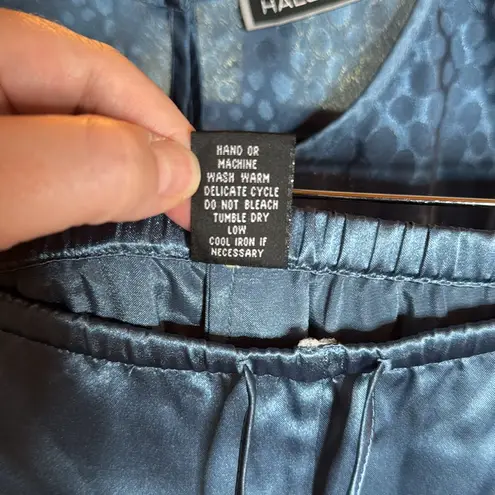 HAND OR
MACHINE
WASH WARM
DELICATE CYCLE
DO NOT BLEACH
TUMBLE DRY
LOW
COOL IRON IF
NECESSARY